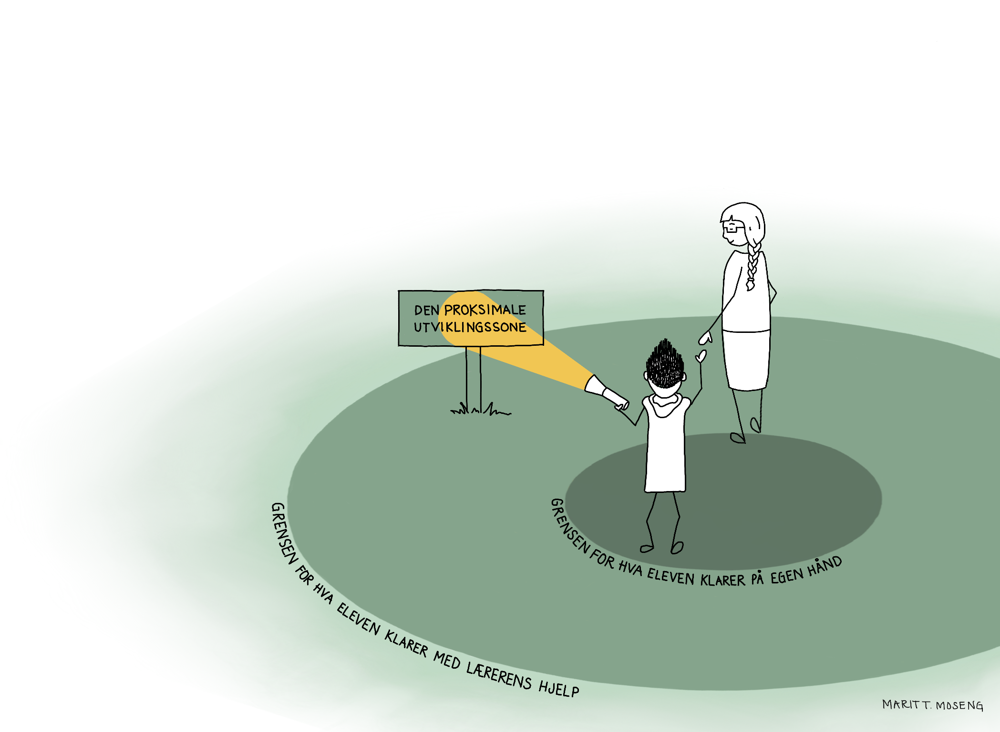 DEN PROKSIMALE
UTVIKLINGSSONE
GRENSEN FOR HVA ELEVEN KLARER PÅ EGEN HÅND
GRENSEN FOR HVA ELEVEN KLARER MED LÆRERENS HJELP
MARIT T. MOSENG